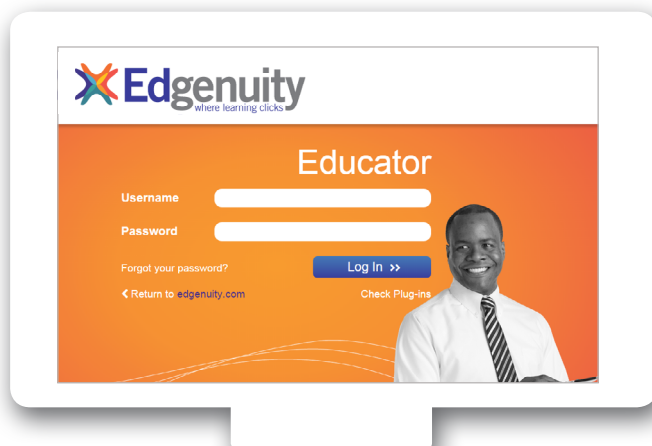 Edgenuity
where learning clicks
Educator
Username
Password
Forgot your password?
Log In >>
< Return to edgenuity.com
Check Plug-Ins